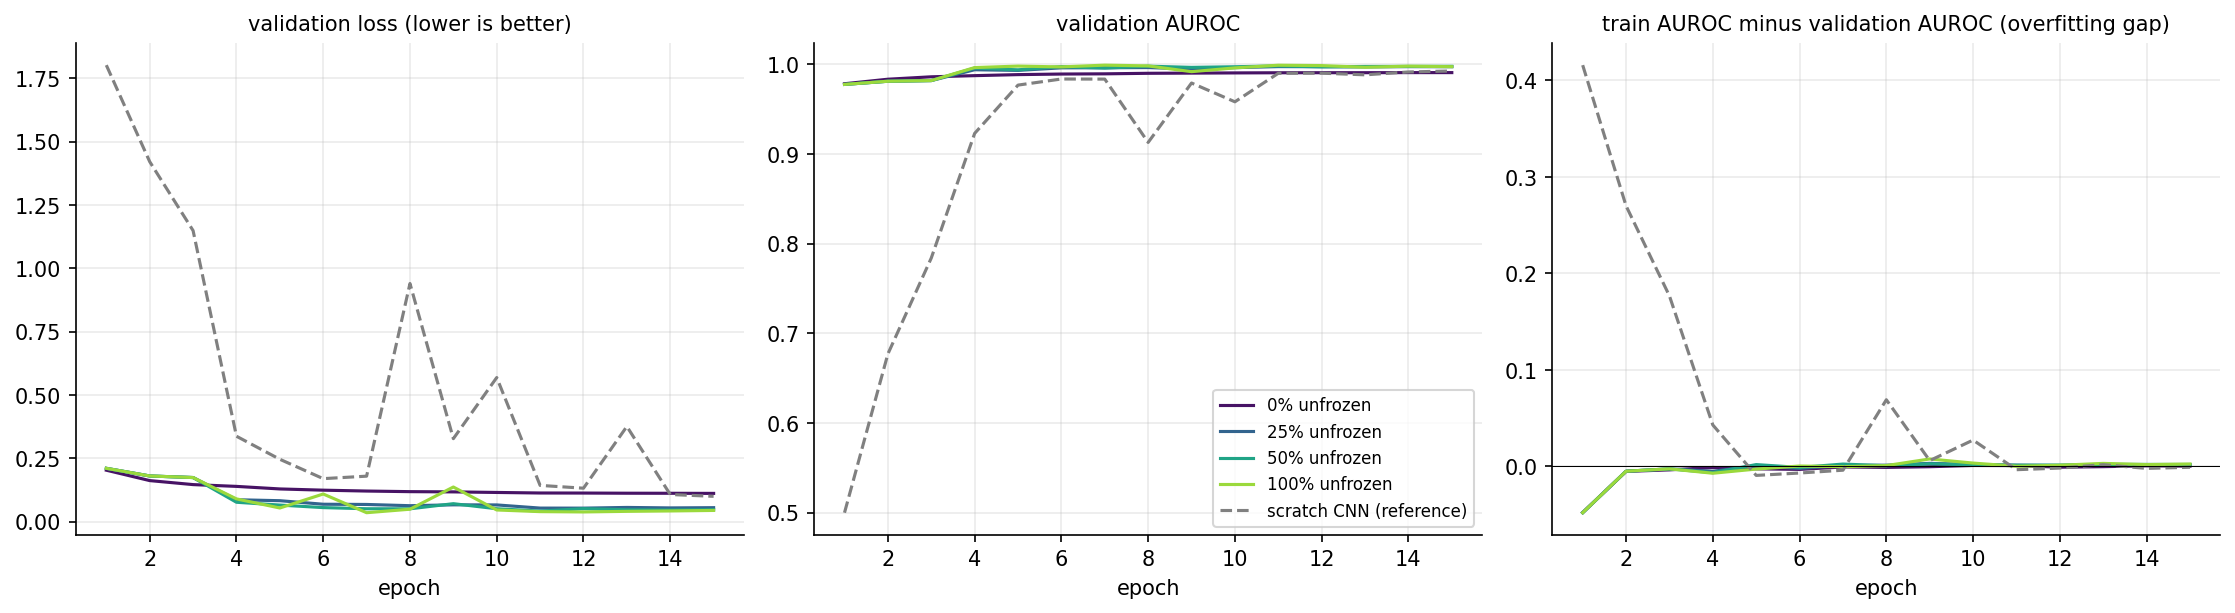 validation loss (lower is better)
1.75
1.50
1.25
1.00
0.75
0.50
0.25
0.00
2 4 6 8 10 12 14
epoch
validation AUROC
1.0
0.9
0.8
0.7
0.6
0.5
0% unfrozen
25% unfrozen
50% unfrozen
100% unfrozen
scratch CNN (reference)
2 4 6 8 10 12 14
epoch
train AUROC minus validation AUROC (overfitting gap)
0.4
0.3
0.2
0.1
0.0
2 4 6 8 10 12 14
epoch